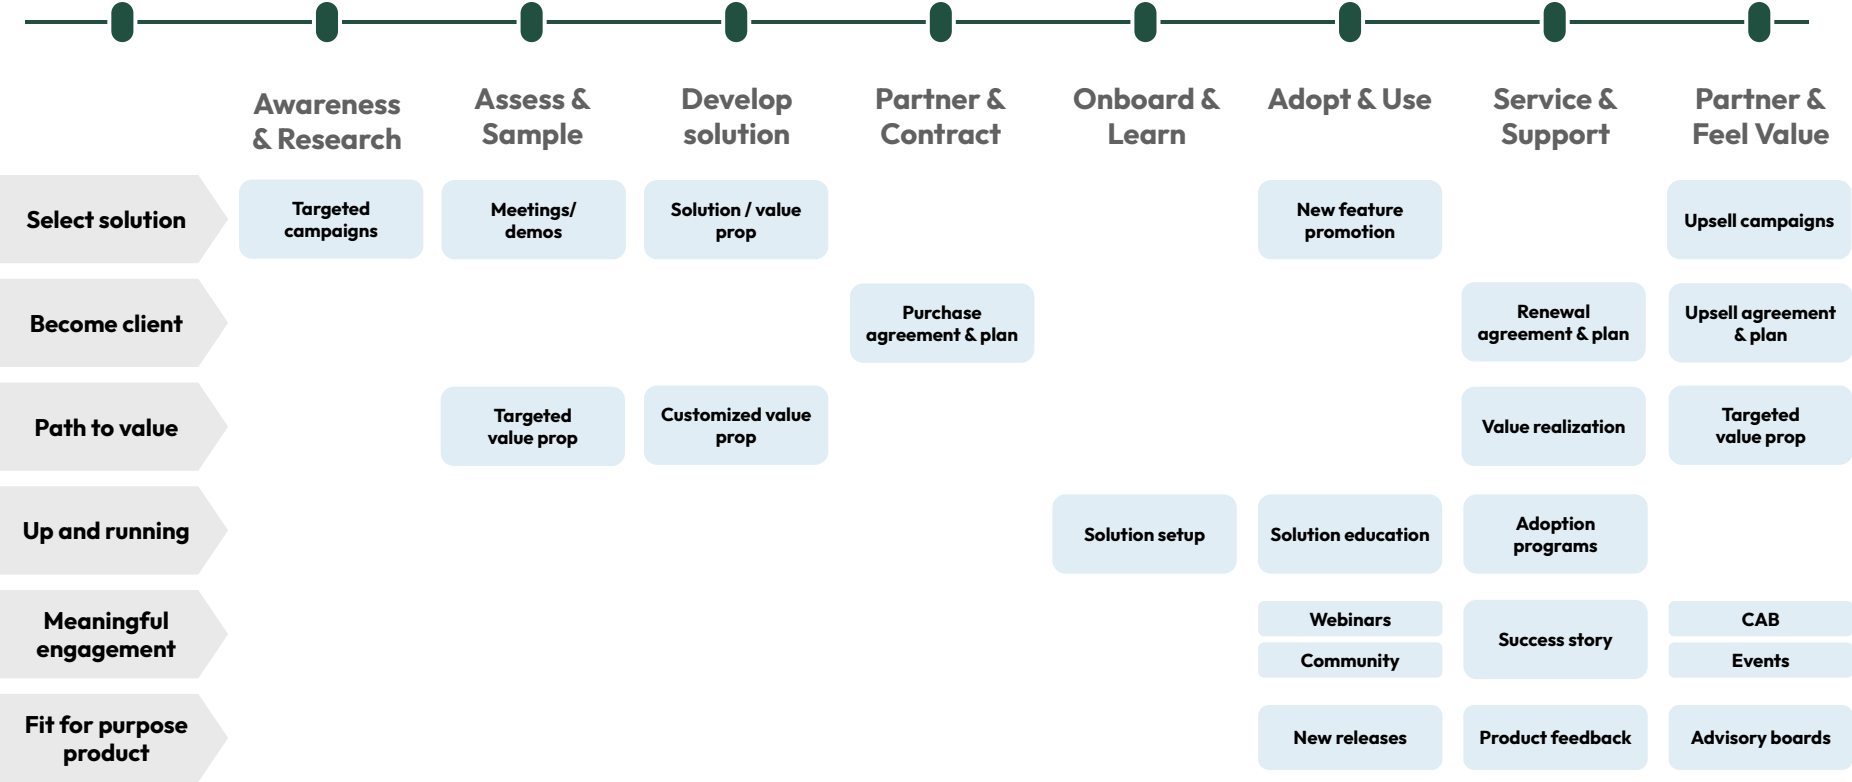 Awareness
& Research
Assess &
Sample
Develop
solution
Partner &
Contract
Onboard &
Learn
Adopt & Use
Service &
Support
Partner &
Feel Value
Select solution
Targeted
campaigns
Meetings/
demos
Solution / value
prop
New feature
promotion
Upsell campaigns
Become client
Purchase
agreement & plan
Renewal
agreement & plan
Upsell agreement
& plan
Path to value
Targeted
value prop
Customized value
prop
Value realization
Targeted
value prop
Up and running
Solution setup
Solution education
Adoption
programs
Meaningful
engagement
Webinars
Community
Success story
CAB
Events
Fit for purpose
product
New releases
Product feedback
Advisory boards